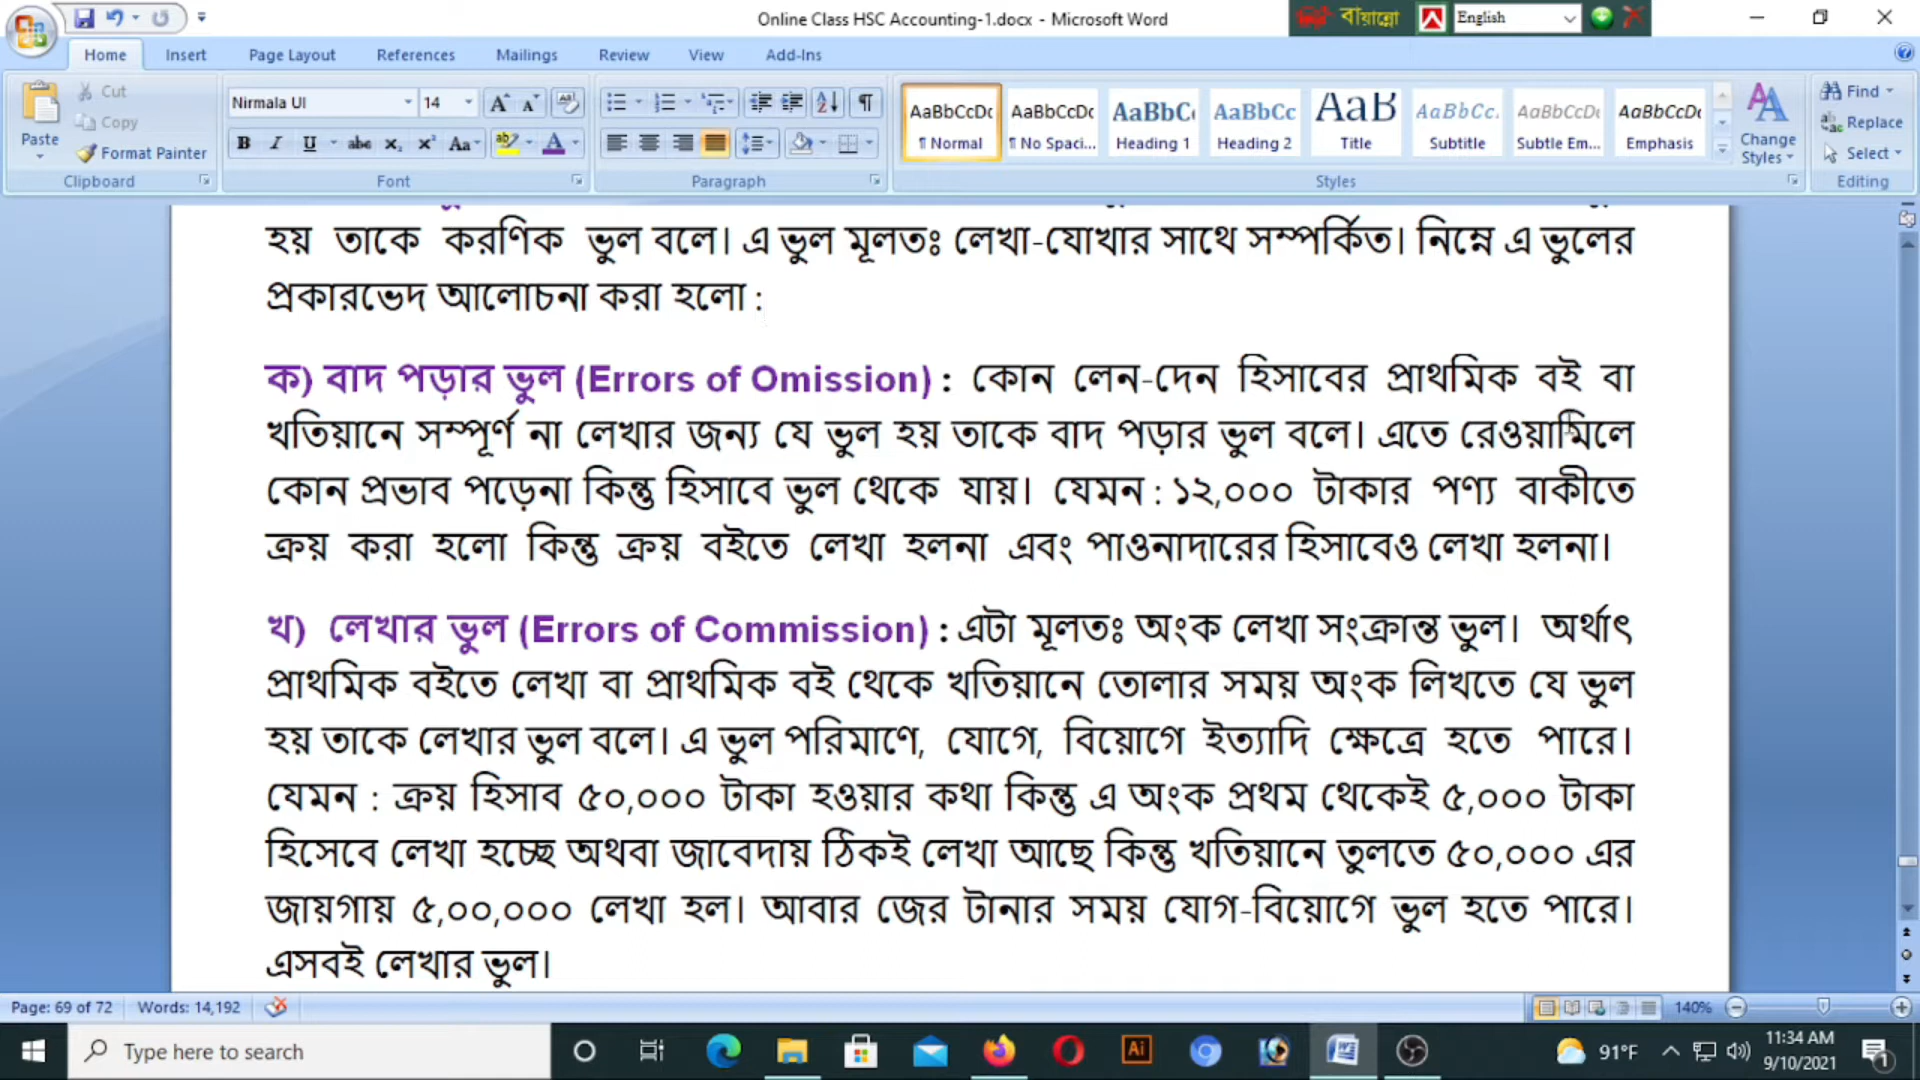 Online Class HSC Accounting-1.docx - Microsoft Word
বায়ান্নো
English
Home Insert Page Layout References Mailings Review View Add-Ins
Paste
Cut
Copy
Format Painter
Clipboard
Nirmala UI 14
Font
Paragraph
AaBbCcDc AaBbCcDc AaBbC AaBbCc AaB AaBbCc. AaBbCcDc AaBbCcDc
¶ Normal ¶ No Spaci... Heading 1 Heading 2 Title Subtitle Subtle Em... Emphasis
Change
Styles
Styles
Find
Replace
Select
Editing
হয় তাকে করণিক ভুল বলে। এ ভুল মূলতঃ লেখা-যোখার সাথে সম্পর্কিত। নিম্নে এ ভুলের
প্রকারভেদ আলোচনা করা হলো :
ক) বাদ পড়ার ভুল (Errors of Omission) : কোন লেন-দেন হিসাবের প্রাথমিক বই বা
খতিয়ানে সম্পূর্ণ না লেখার জন্য যে ভুল হয় তাকে বাদ পড়ার ভুল বলে। এতে রেওয়ামিলে
কোন প্রভাব পড়েনা কিন্তু হিসাবে ভুল থেকে যায়। যেমন : ১২,০০০ টাকার পণ্য বাকীতে
ক্রয় করা হলো কিন্তু ক্রয় বইতে লেখা হলনা এবং পাওনাদারের হিসাবেও লেখা হলনা।
খ) লেখার ভুল (Errors of Commission) : এটা মূলতঃ অংক লেখা সংক্রান্ত ভুল। অর্থাৎ
প্রাথমিক বইতে লেখা বা প্রাথমিক বই থেকে খতিয়ানে তোলার সময় অংক লিখতে যে ভুল
হয় তাকে লেখার ভুল বলে। এ ভুল পরিমাণে, যোগে, বিয়োগে ইত্যাদি ক্ষেত্রে হতে পারে।
যেমন : ক্রয় হিসাব ৫০,০০০ টাকা হওয়ার কথা কিন্তু এ অংক প্রথম থেকেই ৫,০০০ টাকা
হিসেবে লেখা হচ্ছে অথবা জাবেদায় ঠিকই লেখা আছে কিন্তু খতিয়ানে তুলতে ৫০,০০০ এর
জায়গায় ৫,০০,০০০ লেখা হল। আবার জের টানার সময় যোগ-বিয়োগে ভুল হতে পারে।
এসবই লেখার ভুল।
Page: 69 of 72 Words: 14,192 140%
Type here to search
91°F
11:34 AM
9/10/2021